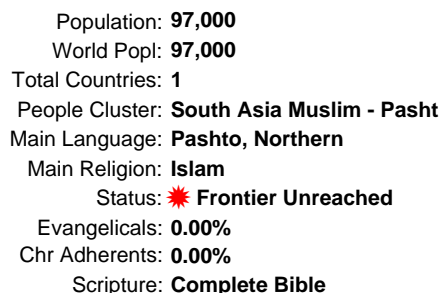 Population: 97,000
World Popl: 97,000
Total Countries: 1
People Cluster: South Asia Muslim - Pasht
Main Language: Pashto, Northern
Main Religion: Islam
Status: Frontier Unreached
Evangelicals: 0.00%
Chr Adherents: 0.00%
Scripture: Complete Bible